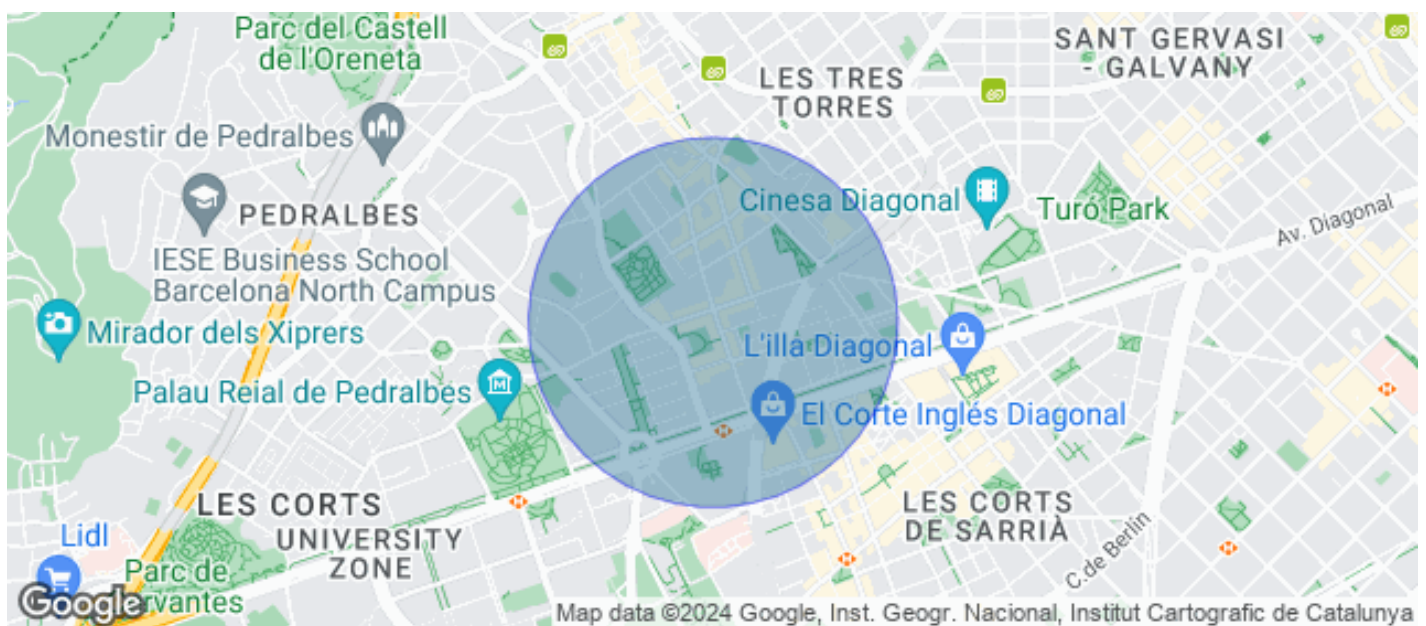 Parc del Castell
de l'Oreneta
SANT GERVASI
- GALVANY
LES TRES
TORRES
Monestir de Pedralbes
Cinesa Diagonal
Turó Park
PEDRALBES
Av. Diagonal
IESE Business School
Barcelona North Campus
Mirador dels Xiprers
L'illa Diagonal
Palau Reial de Pedralbes
El Corte Inglés Diagonal
LES CORTS
UNIVERSITY
ZONE
LES CORTS
DE SARRIÀ
Lidl
C.de Berlín
Parc de
Google
Map data ©2024 Google, Inst. Geogr. Nacional, Institut Cartografic de Catalunya